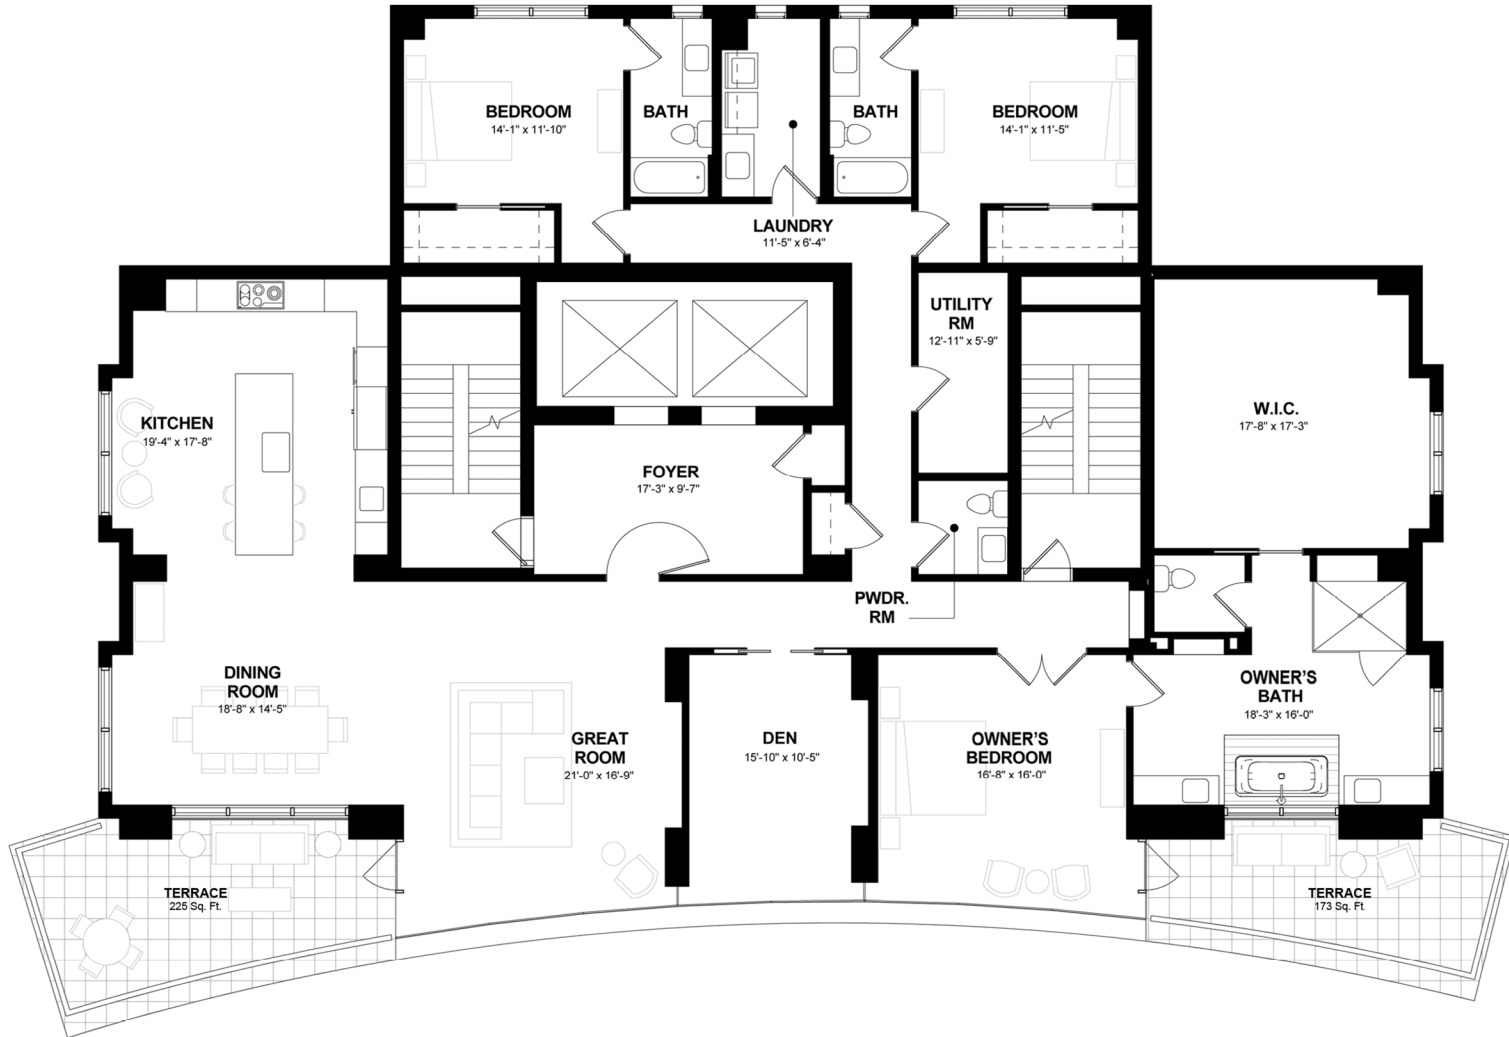 BEDROOM
14'-1" x 11'-10"
BATH
BATH
BEDROOM
14'-1" x 11'-5"
LAUNDRY
11'-5" x 6'-4"
UTILITY
RM
12'-11" x 5'-9"
KITCHEN
19'-4" x 17'-8"
W.I.C.
17'-8" x 17'-3"
FOYER
17'-3" x 9'-7"
PWDR.
RM
DINING
ROOM
18'-8" x 14'-5"
GREAT
ROOM
21'-0" x 16'-9"
DEN
15'-10" x 10'-5"
OWNER'S
BEDROOM
16'-8" x 16'-0"
OWNER'S
BATH
18'-3" x 16'-0"
TERRACE
225 Sq. Ft.
TERRACE
173 Sq. Ft.